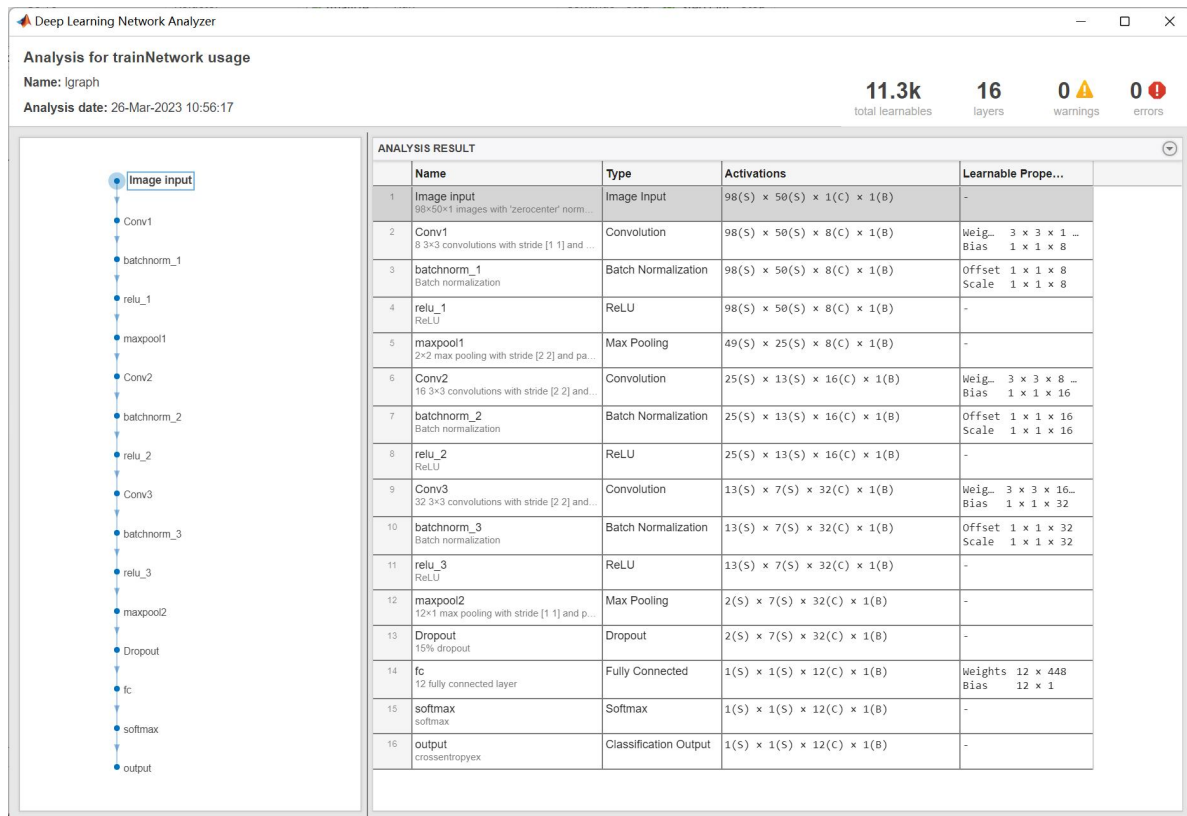 Deep Learning Network Analyzer
Analysis for trainNetwork usage
Name: lgraph
Analysis date: 26-Mar-2023 10:56:17
11.3k
total learnables
16
layers
0
warnings
0
errors
Image input
Conv1
batchnorm_1
relu_1
maxpool1
Conv2
batchnorm_2
relu_2
Conv3
batchnorm_3
relu_3
maxpool2
Dropout
fc
softmax
output
ANALYSIS RESULT
Name Type Activations Learnable Prope...
1 Image input Image Input 98(S) × 50(S) × 1(C) × 1(B) -
98×50×1 images with 'zerocenter' norm...
2 Conv1 Convolution 98(S) × 50(S) × 8(C) × 1(B) Weig... 3 × 3 × 1 ...
8 3×3 convolutions with stride [1 1] and ... Bias 1 × 1 × 8
3 batchnorm_1 Batch Normalization 98(S) × 50(S) × 8(C) × 1(B) Offset 1 × 1 × 8
Batch normalization Scale 1 × 1 × 8
4 relu_1 ReLU 98(S) × 50(S) × 8(C) × 1(B) -
ReLU
5 maxpool1 Max Pooling 49(S) × 25(S) × 8(C) × 1(B) -
2×2 max pooling with stride [2 2] and pa...
6 Conv2 Convolution 25(S) × 13(S) × 16(C) × 1(B) Weig... 3 × 3 × 8 ...
16 3×3 convolutions with stride [2 2] and... Bias 1 × 1 × 16
7 batchnorm_2 Batch Normalization 25(S) × 13(S) × 16(C) × 1(B) Offset 1 × 1 × 16
Batch normalization Scale 1 × 1 × 16
8 relu_2 ReLU 25(S) × 13(S) × 16(C) × 1(B) -
ReLU
9 Conv3 Convolution 13(S) × 7(S) × 32(C) × 1(B) Weig... 3 × 3 × 16...
32 3×3 convolutions with stride [2 2] and... Bias 1 × 1 × 32
10 batchnorm_3 Batch Normalization 13(S) × 7(S) × 32(C) × 1(B) Offset 1 × 1 × 32
Batch normalization Scale 1 × 1 × 32
11 relu_3 ReLU 13(S) × 7(S) × 32(C) × 1(B) -
ReLU
12 maxpool2 Max Pooling 2(S) × 7(S) × 32(C) × 1(B) -
12×1 max pooling with stride [1 1] and p...
13 Dropout Dropout 2(S) × 7(S) × 32(C) × 1(B) -
15% dropout
14 fc Fully Connected 1(S) × 1(S) × 12(C) × 1(B) Weights 12 × 448
12 fully connected layer Bias 12 × 1
15 softmax Softmax 1(S) × 1(S) × 12(C) × 1(B) -
softmax
16 output Classification Output 1(S) × 1(S) × 12(C) × 1(B) -
crossentropyex